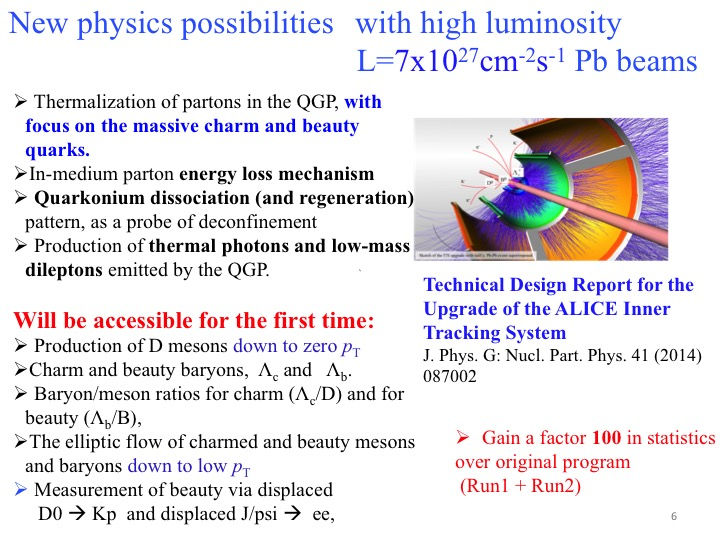 New physics possibilities with high luminosity
L=7x10²⁷cm⁻²s⁻¹ Pb beams
➢ Thermalization of partons in the QGP, with
focus on the massive charm and beauty
quarks.
➢In-medium parton energy loss mechanism
➢ Quarkonium dissociation (and regeneration)
pattern, as a probe of deconfinement
➢ Production of thermal photons and low-mass
dileptons emitted by the QGP.
Will be accessible for the first time:
➢ Production of D mesons down to zero pT
➢Charm and beauty baryons, Λc and Λb.
➢ Baryon/meson ratios for charm (Λc/D) and for
beauty (Λb/B),
➢The elliptic flow of charmed and beauty mesons
and baryons down to low pT
➢ Measurement of beauty via displaced
D0 → Kp and displaced J/psi → ee,
Technical Design Report for the
Upgrade of the ALICE Inner
Tracking System
J. Phys. G: Nucl. Part. Phys. 41 (2014)
087002
➢ Gain a factor 100 in statistics
over original program
(Run1 + Run2)
6